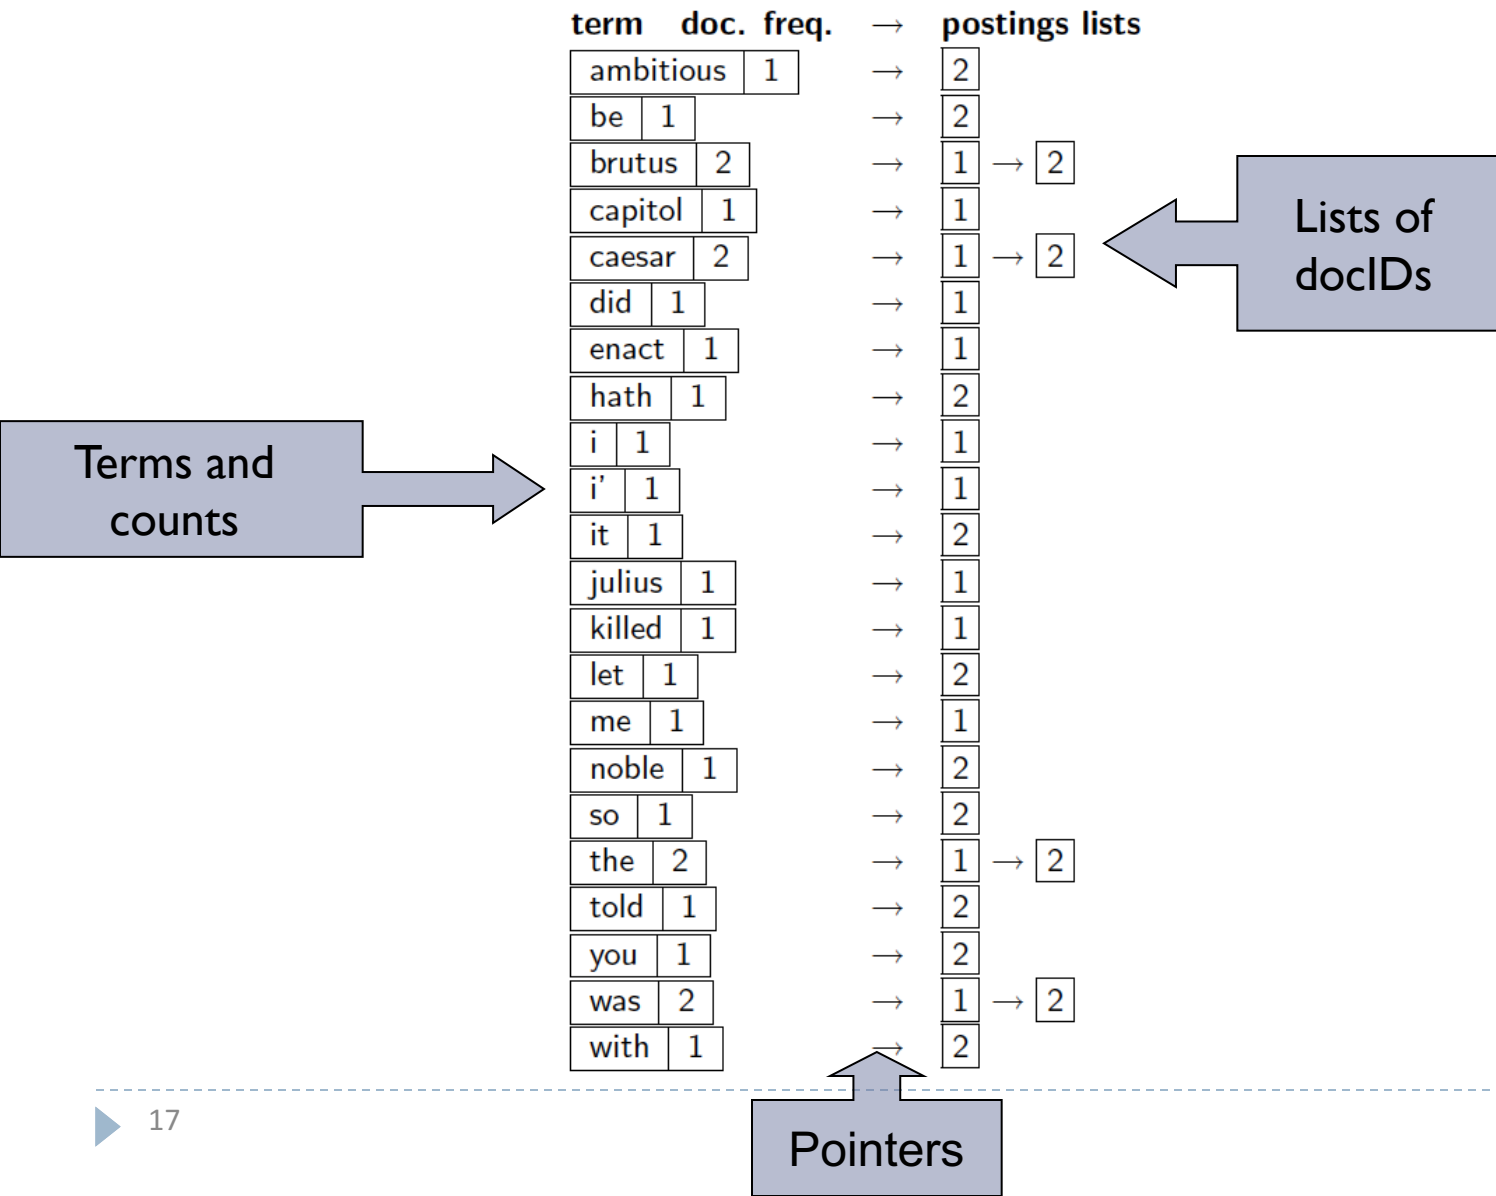 term doc. freq. → postings lists
ambitious 1 → 2
be 1 → 2
brutus 2 → 1 → 2
capitol 1 → 1
caesar 2 → 1 → 2
did 1 → 1
enact 1 → 1
hath 1 → 2
i 1 → 1
i' 1 → 1
it 1 → 2
julius 1 → 1
killed 1 → 1
let 1 → 2
me 1 → 1
noble 1 → 2
so 1 → 2
the 2 → 1 → 2
told 1 → 2
you 1 → 2
was 2 → 1 → 2
with 1 → 2
Lists of
docIDs
Terms and
counts
Pointers
17